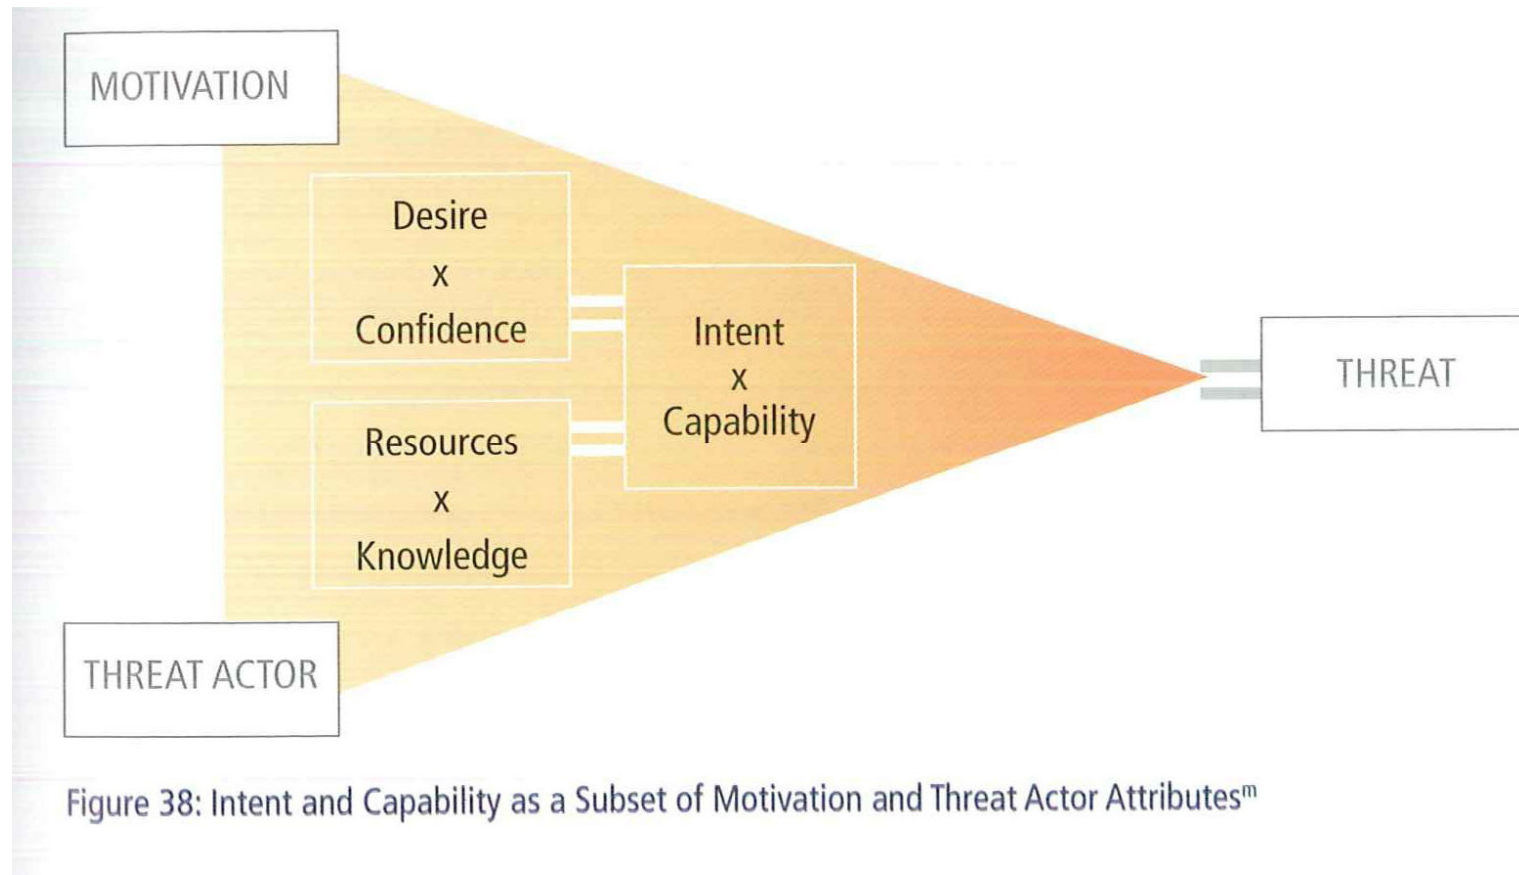 MOTIVATION
Desire
x
Confidence
Resources
x
Knowledge
Intent
x
Capability
THREAT
THREAT ACTOR
Figure 38: Intent and Capability as a Subset of Motivation and Threat Actor Attributesᵐ